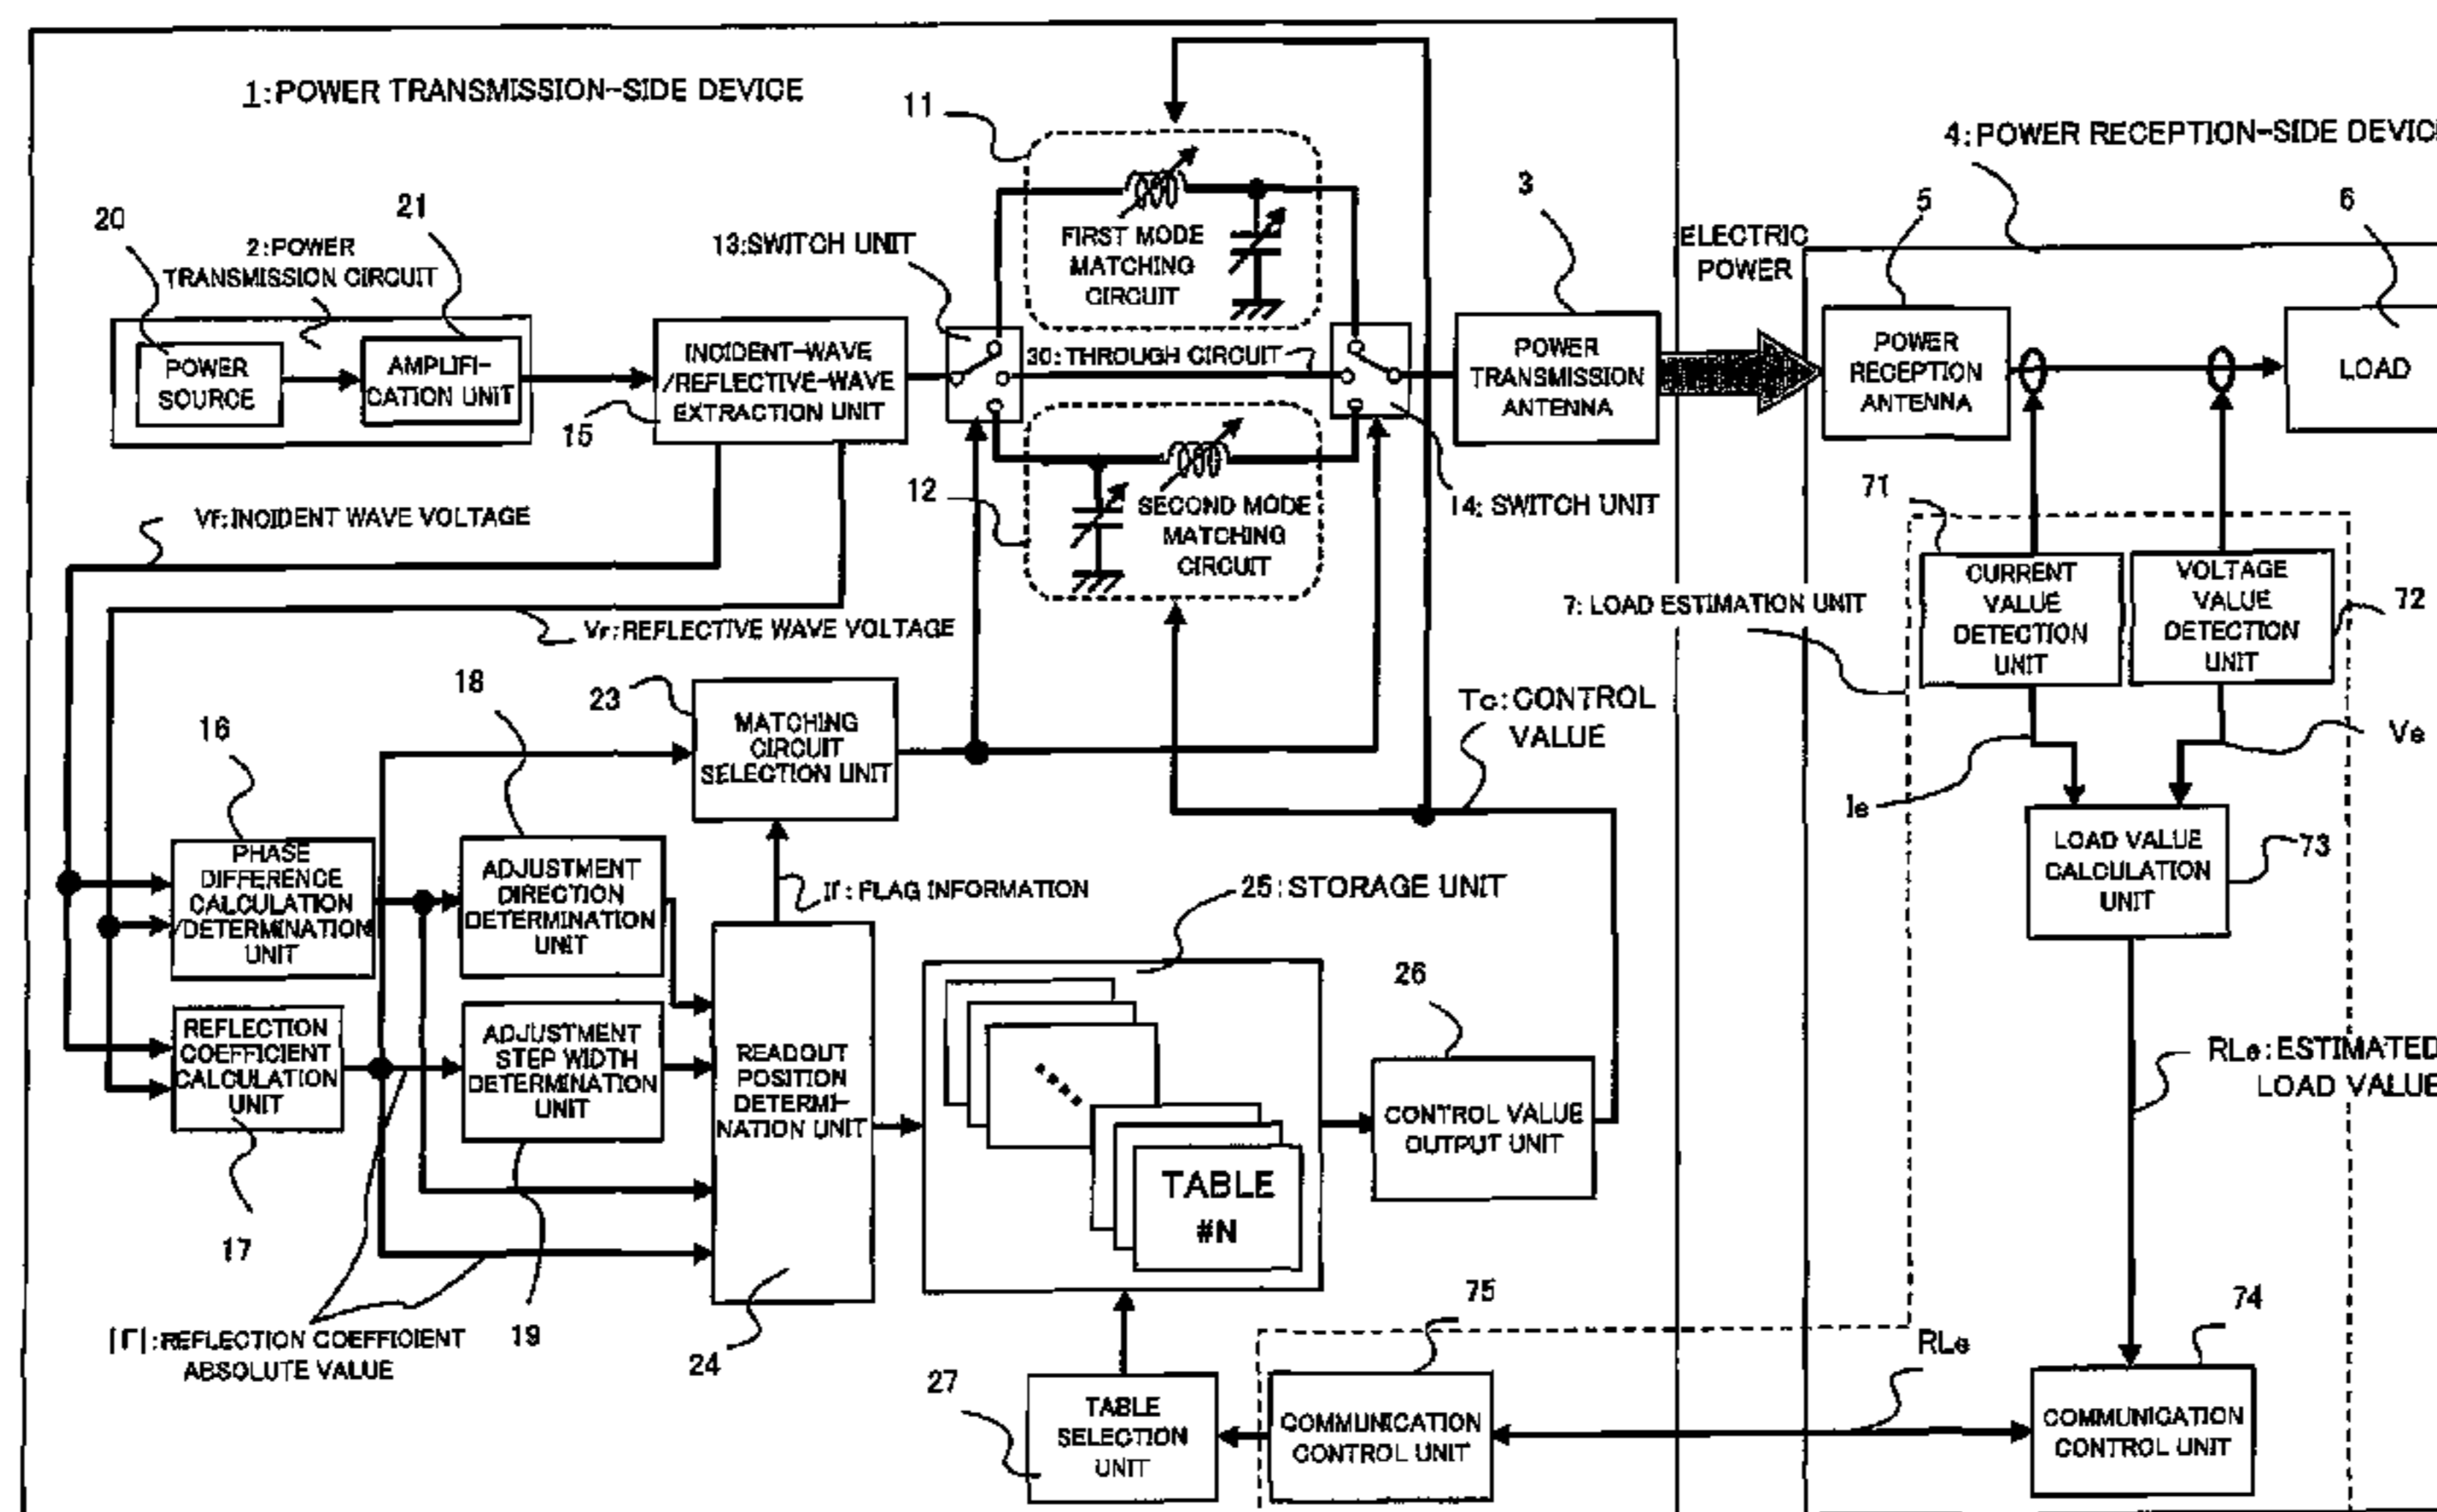 1:POWER TRANSMISSION-SIDE DEVICE
11
4:POWER RECEPTION-SIDE DEVIC
20
21
2:POWER
TRANSMISSION CIRCUIT
13:SWITCH UNIT
FIRST MODE
MATCHING
CIRCUIT
3
ELECTRIC
POWER
5
6
POWER
SOURCE
AMPLIFI-
CATION UNIT
15
INCIDENT-WAVE
/REFLECTIVE-WAVE
EXTRACTION UNIT
30:THROUGH CIRCUIT
POWER
TRANSMISSION
ANTENNA
POWER
RECEPTION
ANTENNA
LOAD
12
SECOND MODE
MATCHING
CIRCUIT
14: SWITCH UNIT
71
Vf:INCIDENT WAVE VOLTAGE
Vr:REFLECTIVE WAVE VOLTAGE
7: LOAD ESTIMATION UNIT
CURRENT
VALUE
DETECTION
UNIT
VOLTAGE
VALUE
DETECTION
UNIT
72
18
23
MATCHING
CIRCUIT
SELECTION UNIT
Tc:CONTROL
VALUE
Ie
Ve
16
PHASE
DIFFERENCE
CALCULATION
/DETERMINATION
UNIT
ADJUSTMENT
DIRECTION
DETERMINATION
UNIT
If: FLAG INFORMATION
25:STORAGE UNIT
LOAD VALUE
CALCULATION
UNIT
73
REFLECTION
COEFFICIENT
CALCULATION
UNIT
ADJUSTMENT
STEP WIDTH
DETERMINATION
UNIT
READOUT
POSITION
DETERMI-
NATION UNIT
26
CONTROL VALUE
OUTPUT UNIT
RLe:ESTIMATED
LOAD VALUE
TABLE
#N
17
|Γ|:REFLECTION COEFFICIENT
ABSOLUTE VALUE
19
24
75
74
27
TABLE
SELECTION
UNIT
COMMUNICATION
CONTROL UNIT
RLe
COMMUNICATION
CONTROL UNIT